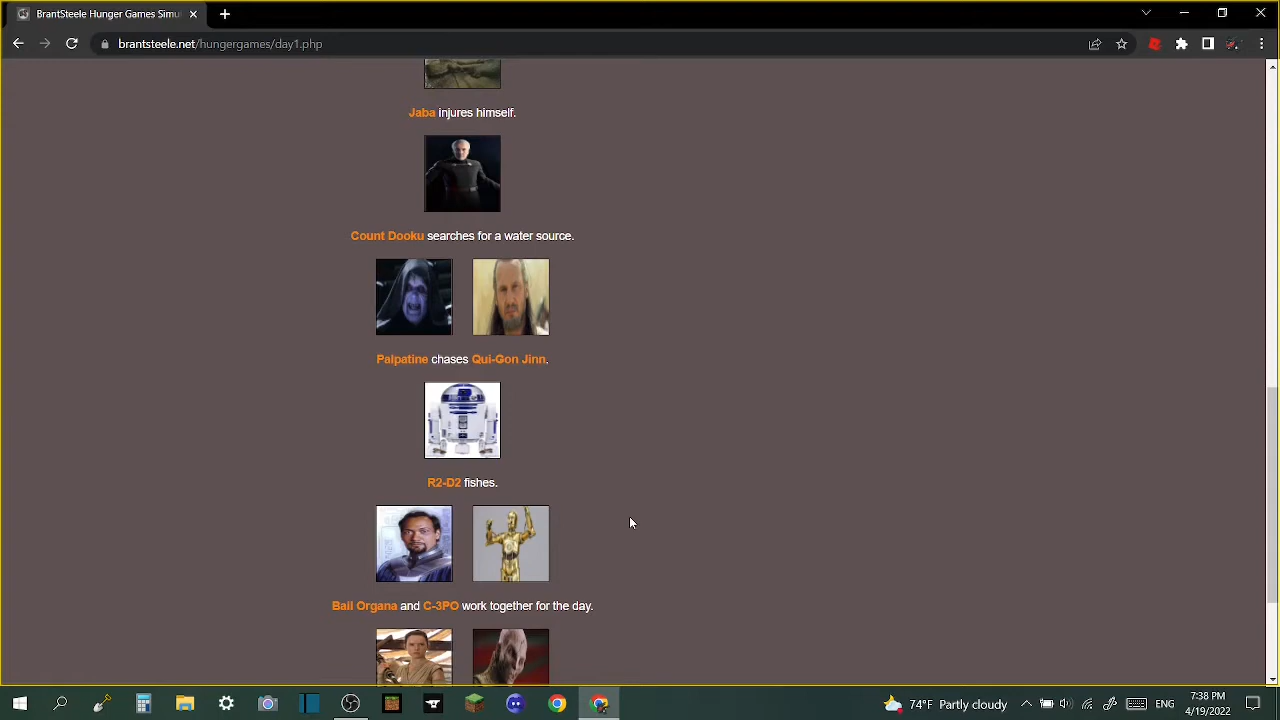 BrantSteele Hunger Games Simu
brantsteele.net/hungergames/day1.php
Jaba injures himself.
Count Dooku searches for a water source.
Palpatine chases Qui-Gon Jinn.
R2-D2 fishes.
Bail Organa and C-3PO work together for the day.
74°F Partly cloudy
ENG
7:38 PM
4/19/2022